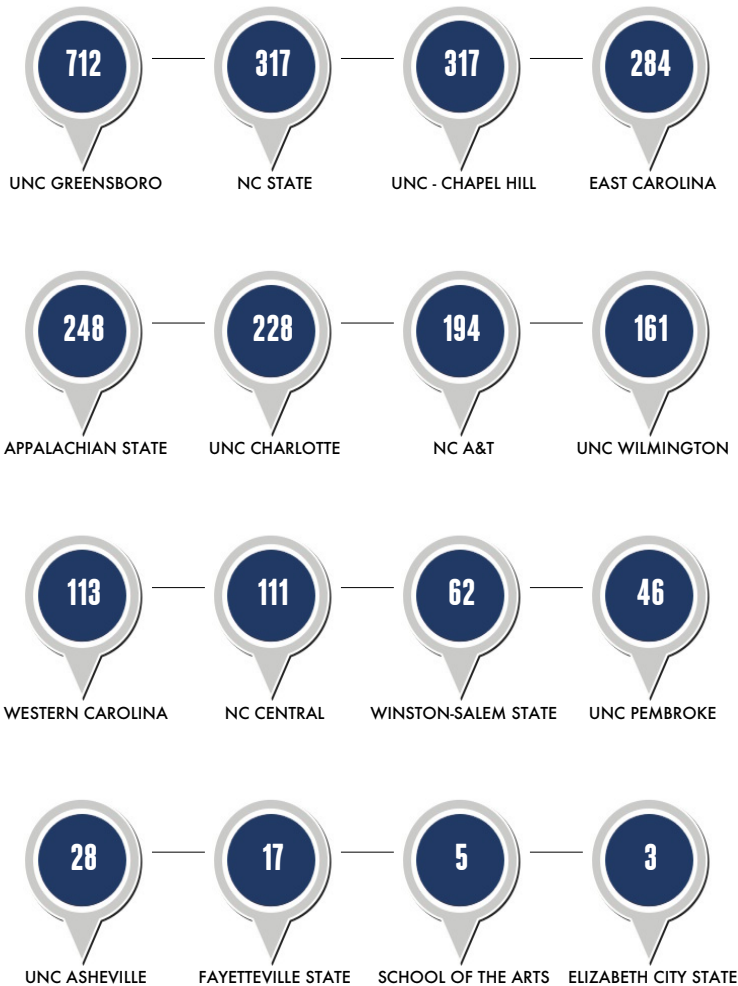 712 317 317 284
UNC GREENSBORO NC STATE UNC - CHAPEL HILL EAST CAROLINA
248 228 194 161
APPALACHIAN STATE UNC CHARLOTTE NC A&T UNC WILMINGTON
113 111 62 46
WESTERN CAROLINA NC CENTRAL WINSTON-SALEM STATE UNC PEMBROKE
28 17 5 3
UNC ASHEVILLE FAYETTEVILLE STATE SCHOOL OF THE ARTS ELIZABETH CITY STATE